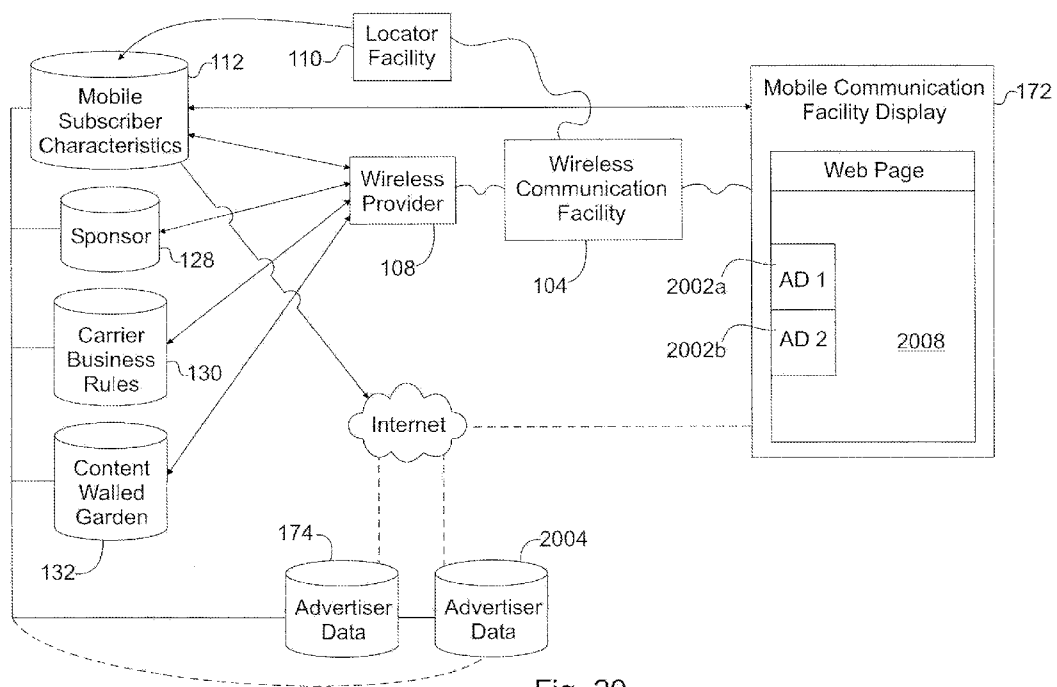 Locator
Facility
110
112
Mobile
Subscriber
Characteristics
Mobile Communication
Facility Display
172
Web Page
Wireless
Provider
108
Wireless
Communication
Facility
104
Sponsor
128
2002a
AD 1
2002b
AD 2
2008
Carrier
Business
Rules
130
Internet
Content
Walled
Garden
132
174
Advertiser
Data
2004
Advertiser
Data
Fig. 20